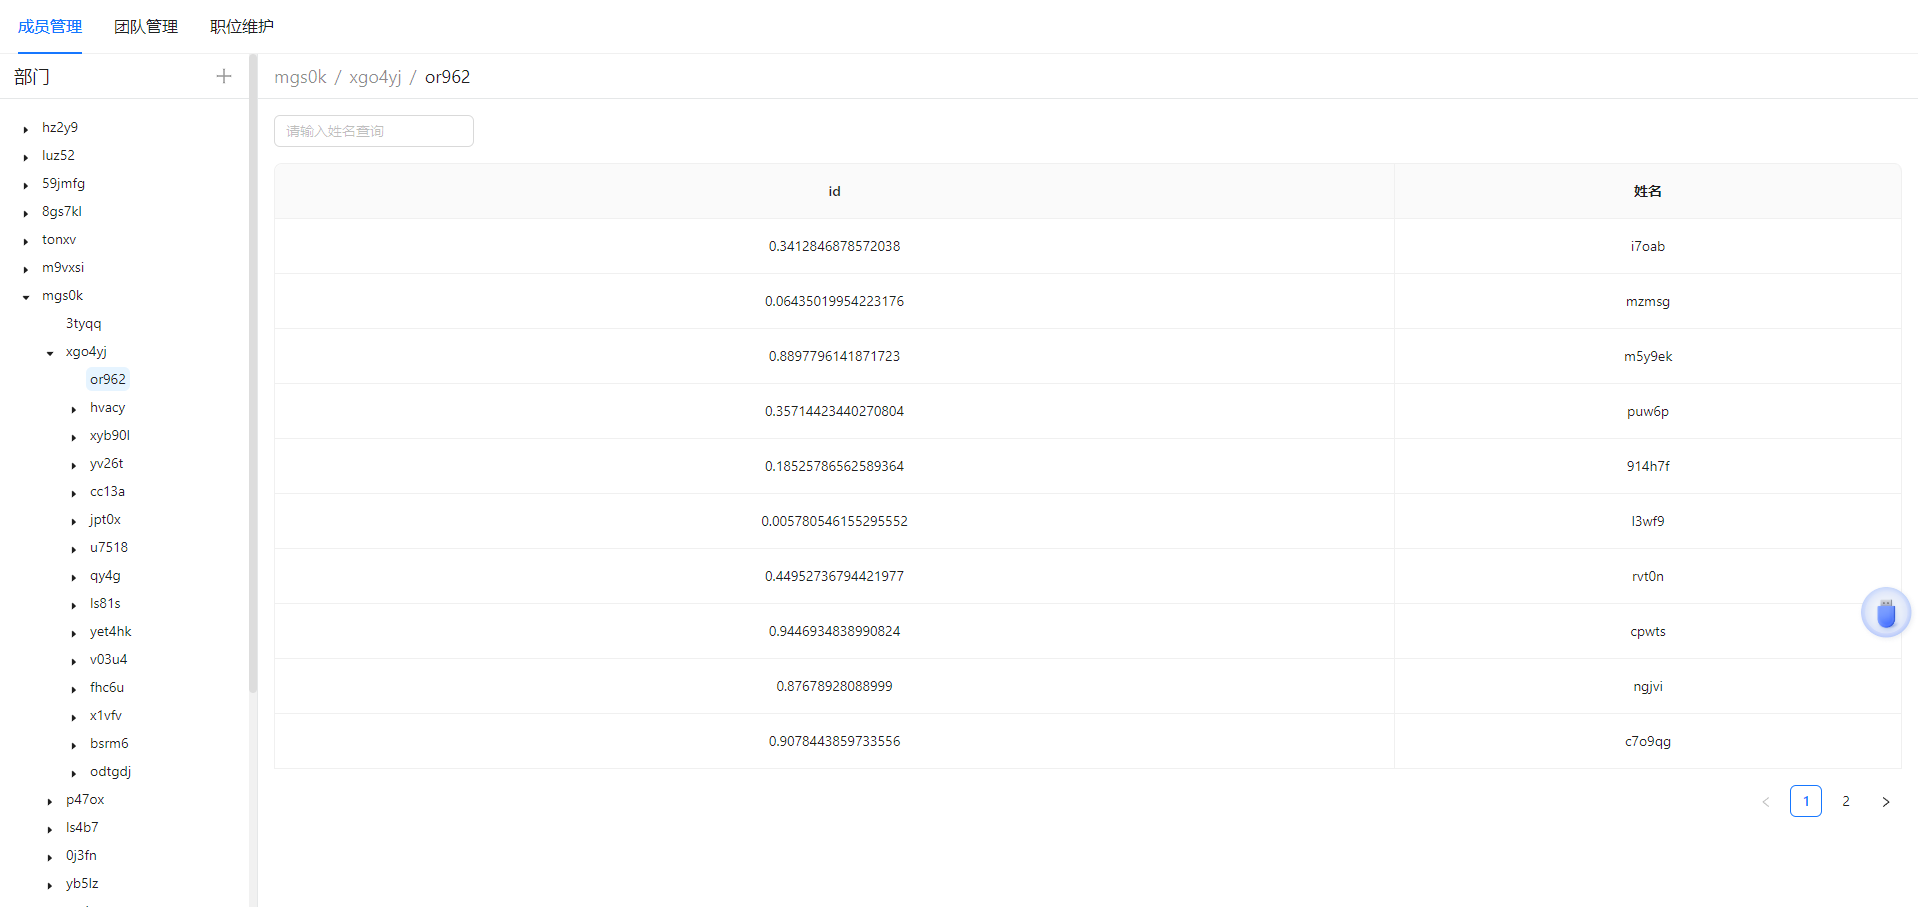 成员管理 团队管理 职位维护
部门
hz2y9
luz52
59jmfg
8gs7kl
tonxv
m9vxsi
mgs0k
3tyqq
xgo4yj
or962
hvacy
xyb90l
yv26t
cc13a
jpt0x
u7518
qy4g
ls81s
yet4hk
v03u4
fhc6u
x1vfv
bsrm6
odtgdj
p47ox
ls4b7
0j3fn
yb5lz
mgs0k / xgo4yj / or962
请输入姓名查询
id 姓名
0.3412846878572038 i7oab
0.06435019954223176 mzmsg
0.8897796141871723 m5y9ek
0.35714423440270804 puw6p
0.18525786562589364 914h7f
0.005780546155295552 l3wf9
0.44952736794421977 rvt0n
0.9446934838990824 cpwts
0.87678928088999 ngjvi
0.9078443859733556 c7o9qg
1 2